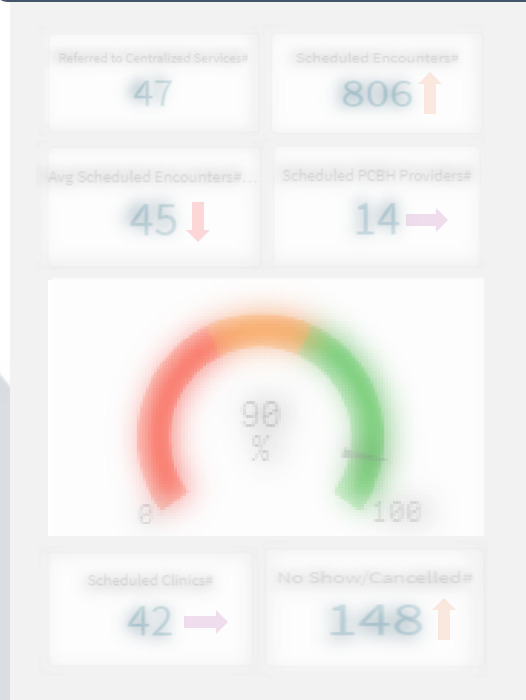 Referred to Centralized Services#
47
Scheduled Encounters#
806
Avg Scheduled Encounters#...
45
Scheduled PCBH Providers#
14
90
%
0
100
Scheduled Clinics#
42
No Show/Cancelled#
148